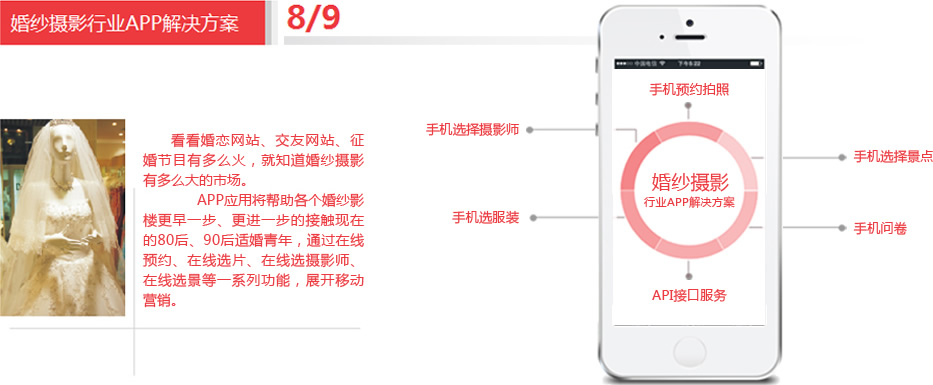 婚纱摄影行业APP解决方案
8/9
看看婚恋网站、交友网站、征
婚节目有多么火，就知道婚纱摄影
有多么大的市场。
APP应用将帮助各个婚纱影
楼更早一步、更进一步的接触现在
的80后、90后适婚青年，通过在线
预约、在线选片、在线选摄影师、
在线选景等一系列功能，展开移动
营销。
中国电信
下午5:22
手机预约拍照
手机选择摄影师
手机选择景点
婚纱摄影
行业APP解决方案
手机选服装
手机问卷
API接口服务